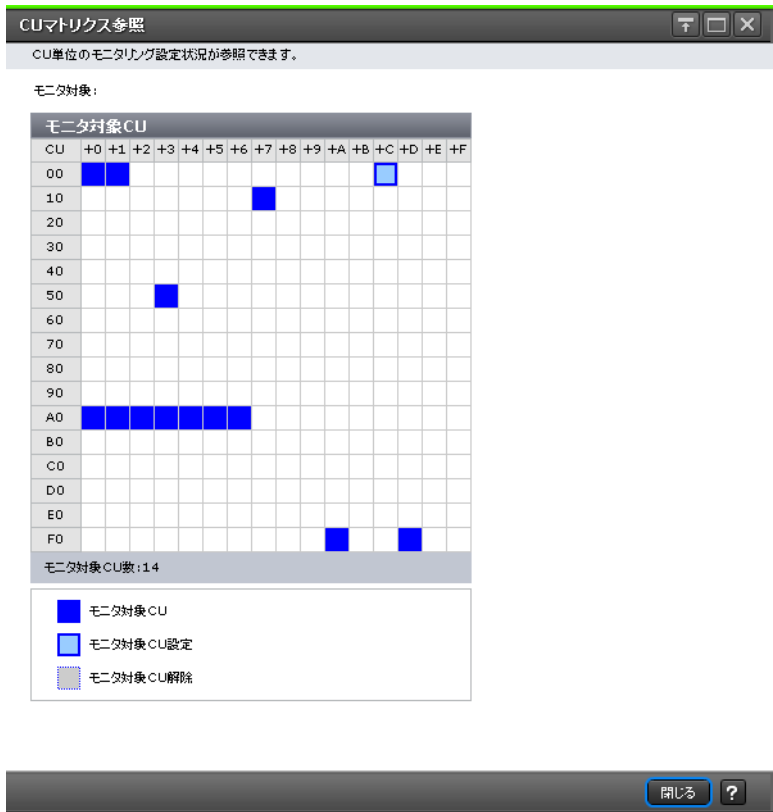 CUマトリクス参照
CU単位のモニタリング設定状況が参照できます。
モニタ対象:
モニタ対象CU
CU +0 +1 +2 +3 +4 +5 +6 +7 +8 +9 +A +B +C +D +E +F
00
10
20
30
40
50
60
70
80
90
A0
B0
C0
D0
E0
F0
モニタ対象CU数:14
モニタ対象CU
モニタ対象CU設定
モニタ対象CU解除
閉じる ?